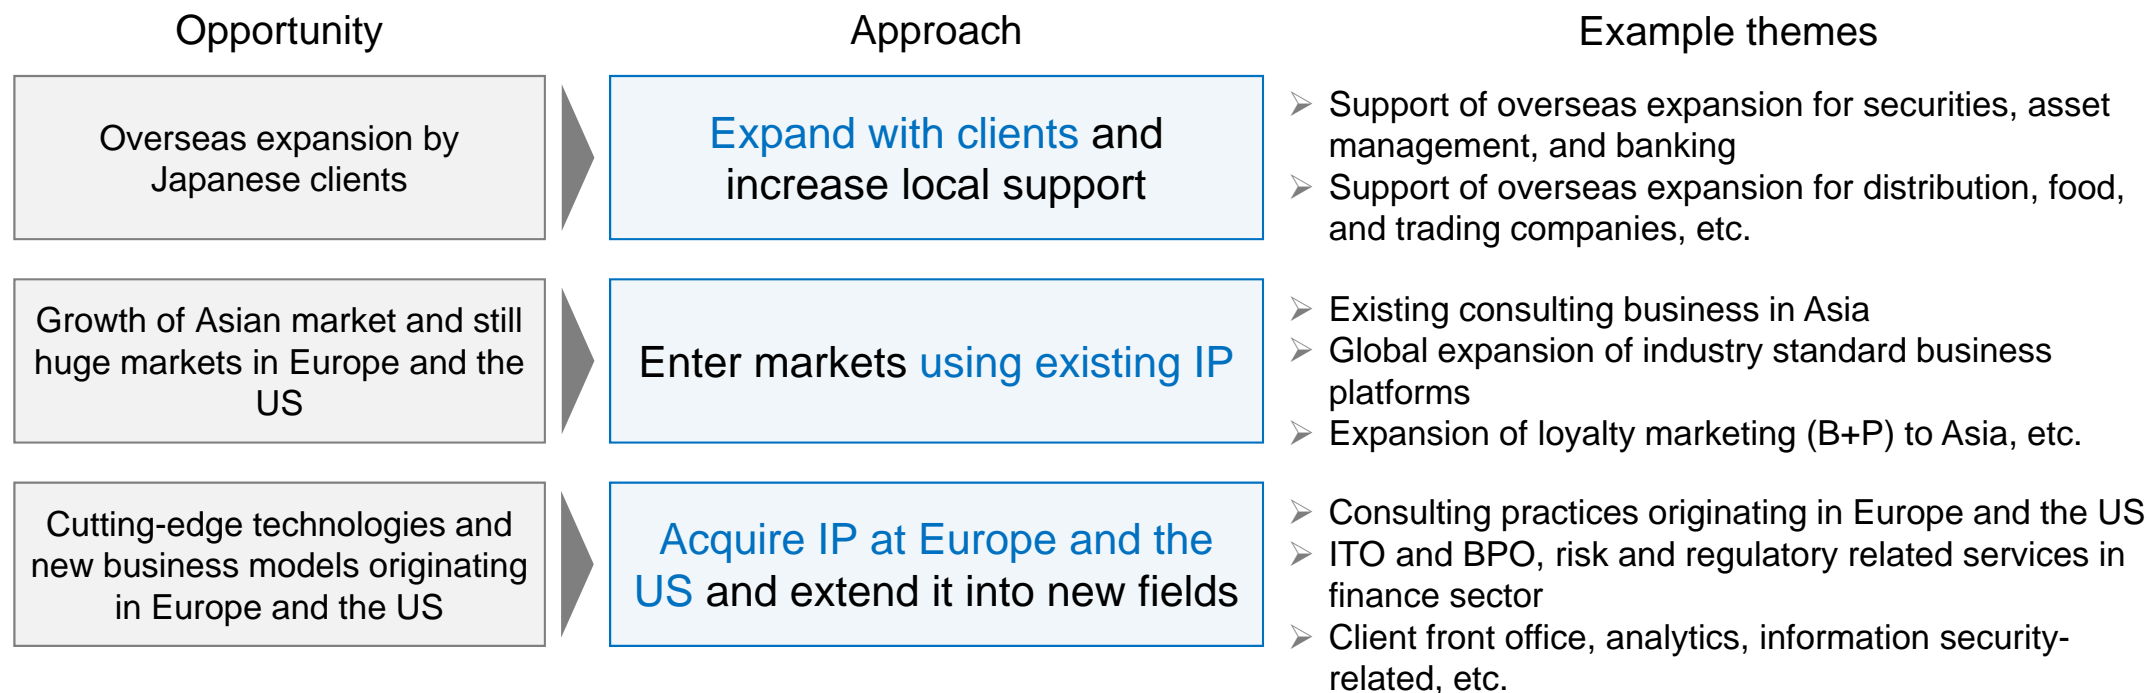 Opportunity
Approach
Example themes
Overseas expansion by
Japanese clients
Expand with clients and
increase local support
➢ Support of overseas expansion for securities, asset
management, and banking
➢ Support of overseas expansion for distribution, food,
and trading companies, etc.
Growth of Asian market and still
huge markets in Europe and the
US
Enter markets using existing IP
➢ Existing consulting business in Asia
➢ Global expansion of industry standard business
platforms
➢ Expansion of loyalty marketing (B+P) to Asia, etc.
Cutting-edge technologies and
new business models originating
in Europe and the US
Acquire IP at Europe and the
US and extend it into new fields
➢ Consulting practices originating in Europe and the US
➢ ITO and BPO, risk and regulatory related services in
finance sector
➢ Client front office, analytics, information security-
related, etc.